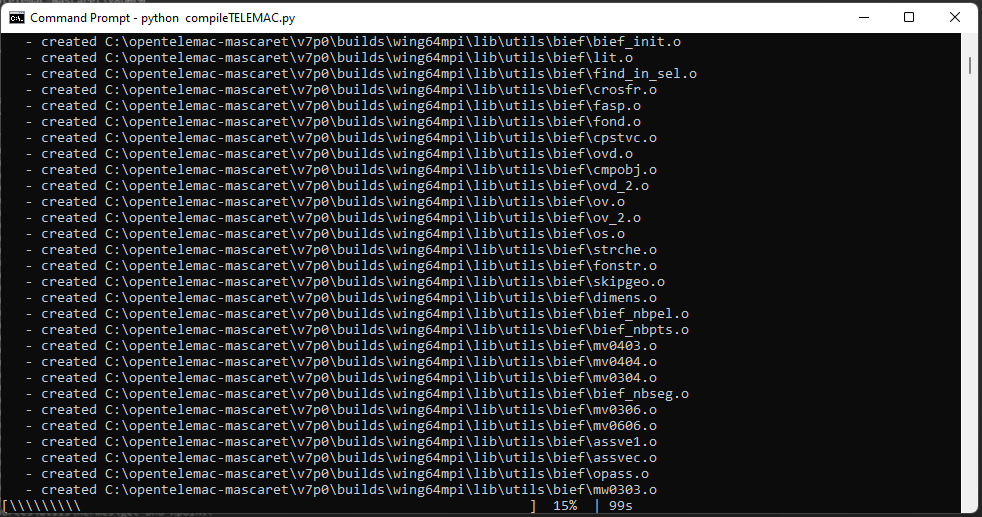 Command Prompt - python compileTELEMAC.py
- created C:\opentelemac-mascaret\v7p0\builds\wing64mpi\lib\utils\bief\bief_init.o
- created C:\opentelemac-mascaret\v7p0\builds\wing64mpi\lib\utils\bief\lit.o
- created C:\opentelemac-mascaret\v7p0\builds\wing64mpi\lib\utils\bief\find_in_sel.o
- created C:\opentelemac-mascaret\v7p0\builds\wing64mpi\lib\utils\bief\crosfr.o
- created C:\opentelemac-mascaret\v7p0\builds\wing64mpi\lib\utils\bief\fasp.o
- created C:\opentelemac-mascaret\v7p0\builds\wing64mpi\lib\utils\bief\fond.o
- created C:\opentelemac-mascaret\v7p0\builds\wing64mpi\lib\utils\bief\cpstvc.o
- created C:\opentelemac-mascaret\v7p0\builds\wing64mpi\lib\utils\bief\ovd.o
- created C:\opentelemac-mascaret\v7p0\builds\wing64mpi\lib\utils\bief\cmpobj.o
- created C:\opentelemac-mascaret\v7p0\builds\wing64mpi\lib\utils\bief\ovd_2.o
- created C:\opentelemac-mascaret\v7p0\builds\wing64mpi\lib\utils\bief\ov.o
- created C:\opentelemac-mascaret\v7p0\builds\wing64mpi\lib\utils\bief\ov_2.o
- created C:\opentelemac-mascaret\v7p0\builds\wing64mpi\lib\utils\bief\os.o
- created C:\opentelemac-mascaret\v7p0\builds\wing64mpi\lib\utils\bief\strche.o
- created C:\opentelemac-mascaret\v7p0\builds\wing64mpi\lib\utils\bief\fonstr.o
- created C:\opentelemac-mascaret\v7p0\builds\wing64mpi\lib\utils\bief\skipgeo.o
- created C:\opentelemac-mascaret\v7p0\builds\wing64mpi\lib\utils\bief\dimens.o
- created C:\opentelemac-mascaret\v7p0\builds\wing64mpi\lib\utils\bief\bief_nbpel.o
- created C:\opentelemac-mascaret\v7p0\builds\wing64mpi\lib\utils\bief\bief_nbpts.o
- created C:\opentelemac-mascaret\v7p0\builds\wing64mpi\lib\utils\bief\mv0403.o
- created C:\opentelemac-mascaret\v7p0\builds\wing64mpi\lib\utils\bief\mv0404.o
- created C:\opentelemac-mascaret\v7p0\builds\wing64mpi\lib\utils\bief\mv0304.o
- created C:\opentelemac-mascaret\v7p0\builds\wing64mpi\lib\utils\bief\bief_nbseg.o
- created C:\opentelemac-mascaret\v7p0\builds\wing64mpi\lib\utils\bief\mv0306.o
- created C:\opentelemac-mascaret\v7p0\builds\wing64mpi\lib\utils\bief\mv0606.o
- created C:\opentelemac-mascaret\v7p0\builds\wing64mpi\lib\utils\bief\assve1.o
- created C:\opentelemac-mascaret\v7p0\builds\wing64mpi\lib\utils\bief\assvec.o
- created C:\opentelemac-mascaret\v7p0\builds\wing64mpi\lib\utils\bief\opass.o
- created C:\opentelemac-mascaret\v7p0\builds\wing64mpi\lib\utils\bief\mw0303.o
[\\\\\\\\\ ] 15% | 99s